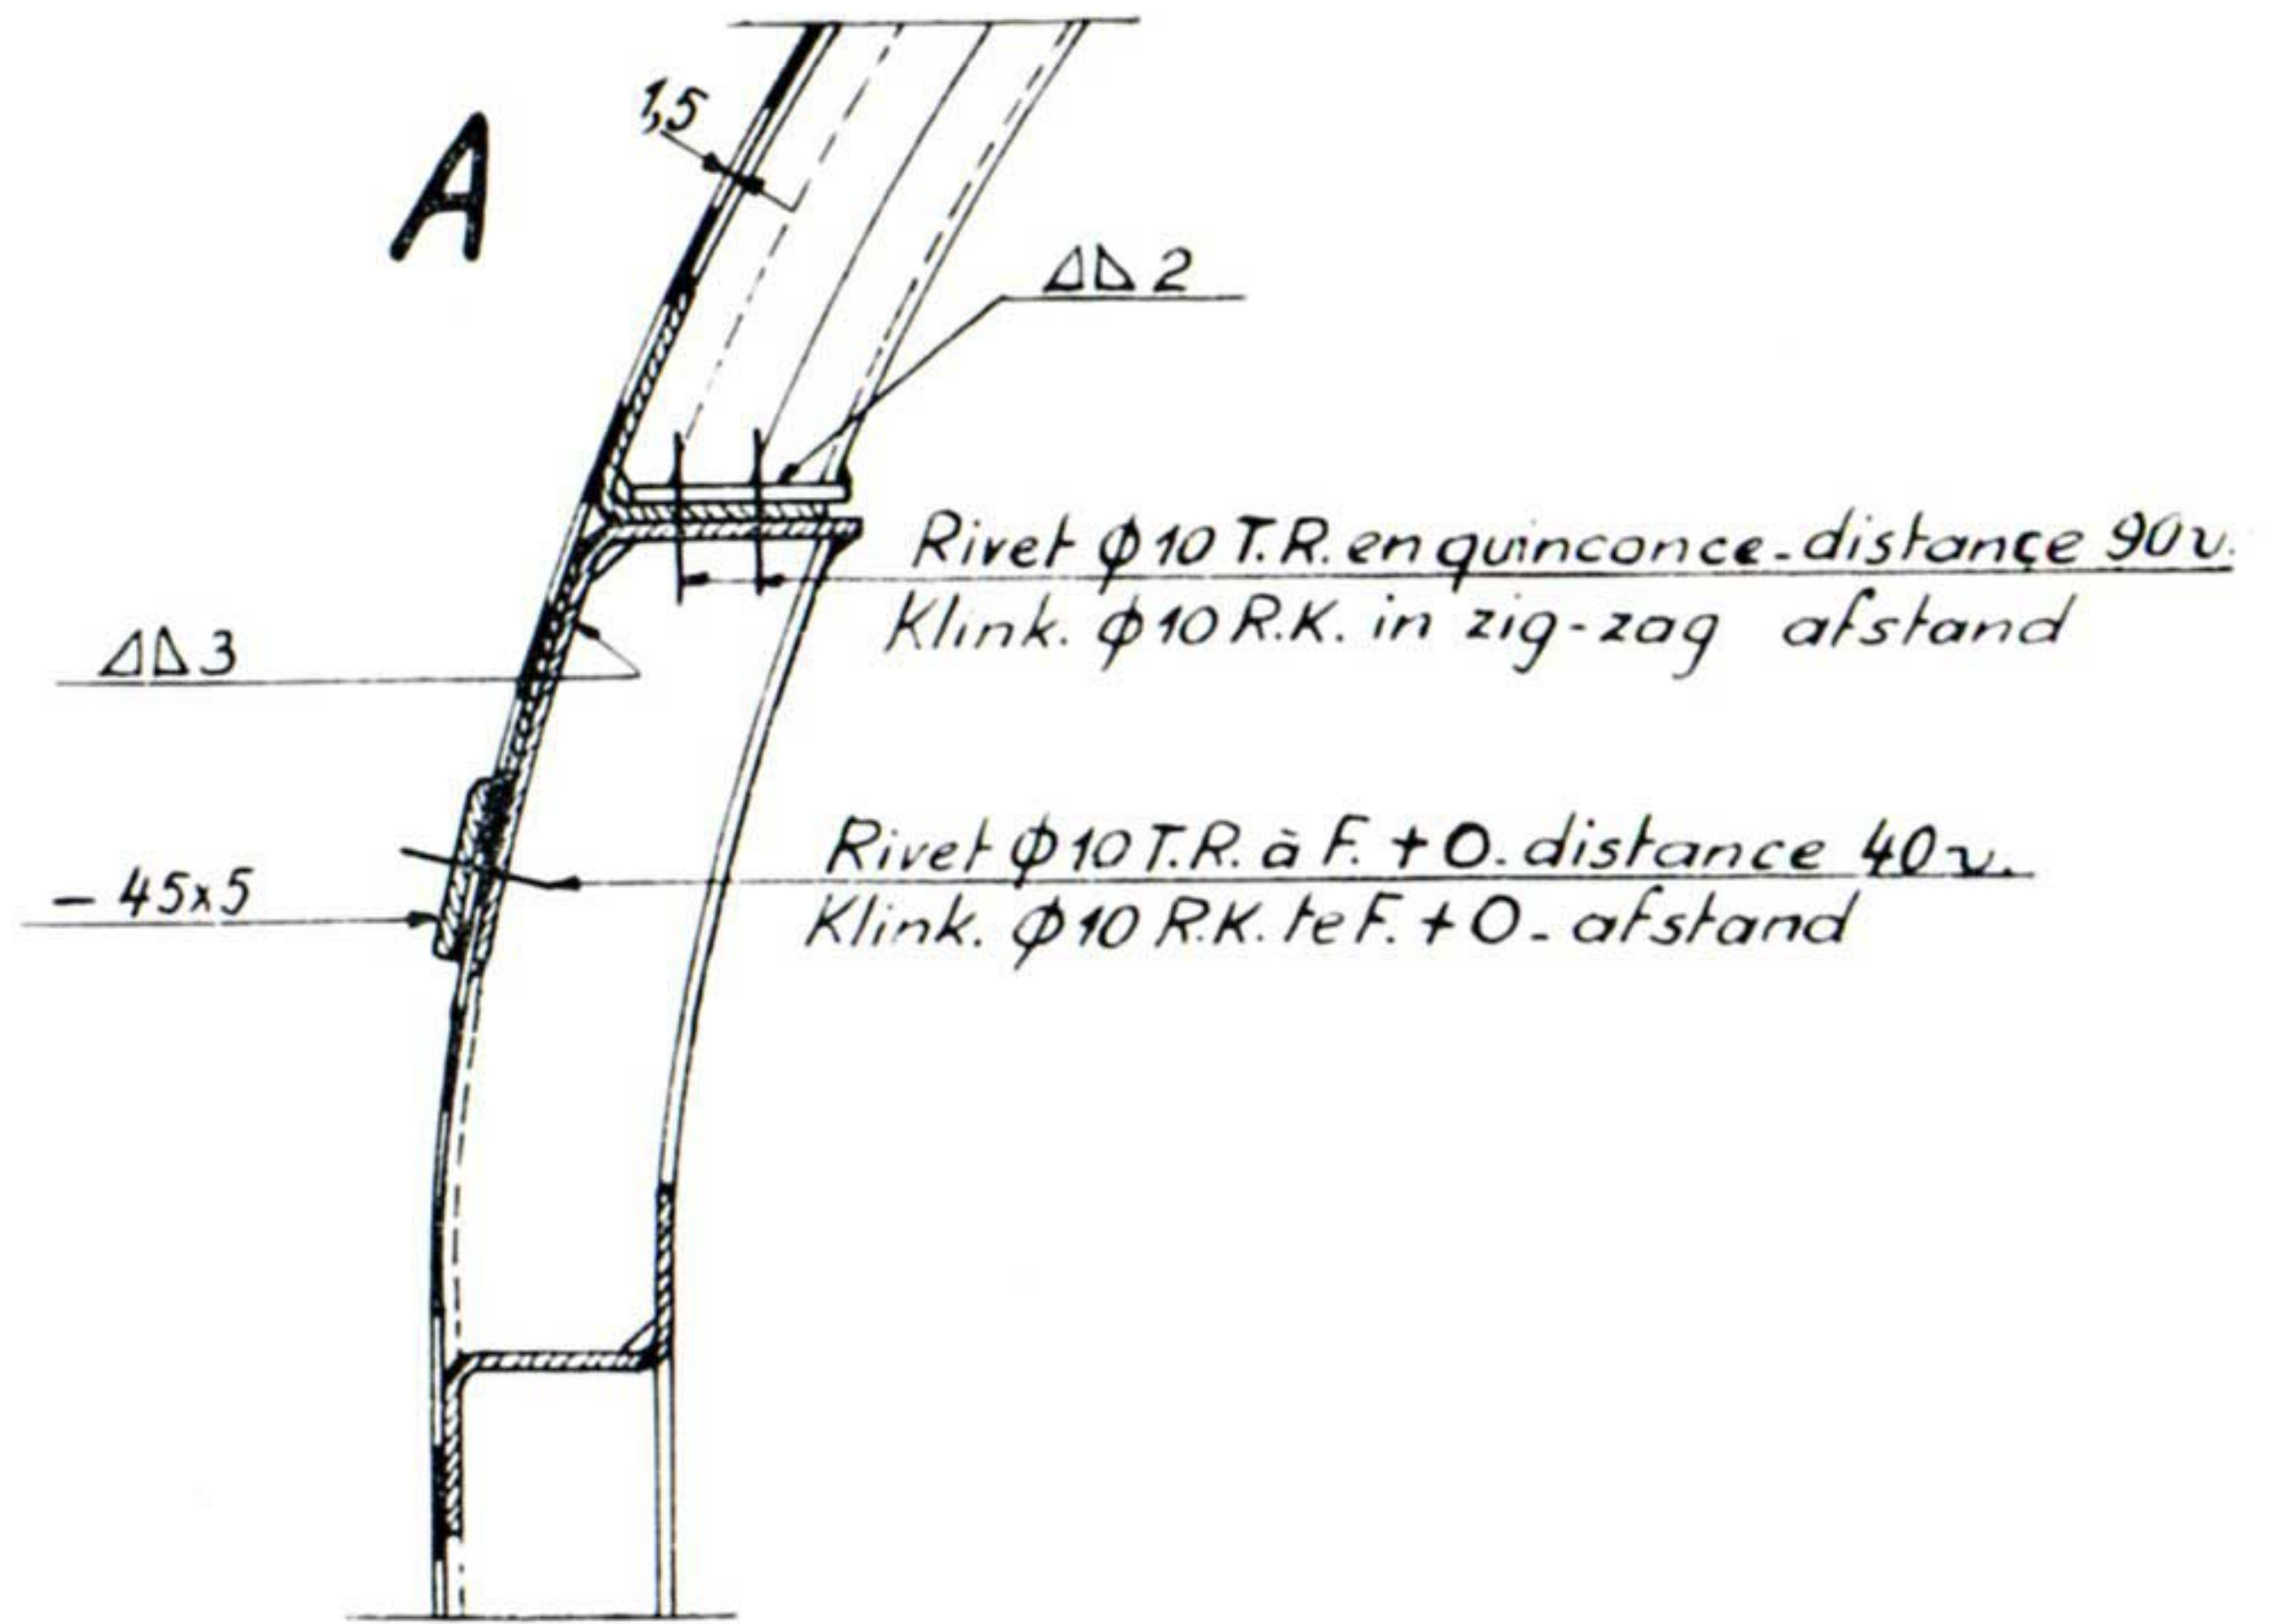 A
1,5
ΔΔ 2
Rivet ϕ 10 T.R. en quinconce - distance 90 v.
Klink. ϕ 10 R.K. in zig-zag afstand
ΔΔ 3
Rivet ϕ 10 T.R. à F. + O. distance 40 v.
Klink. ϕ 10 R.K. te F. + O - afstand
- 45x5